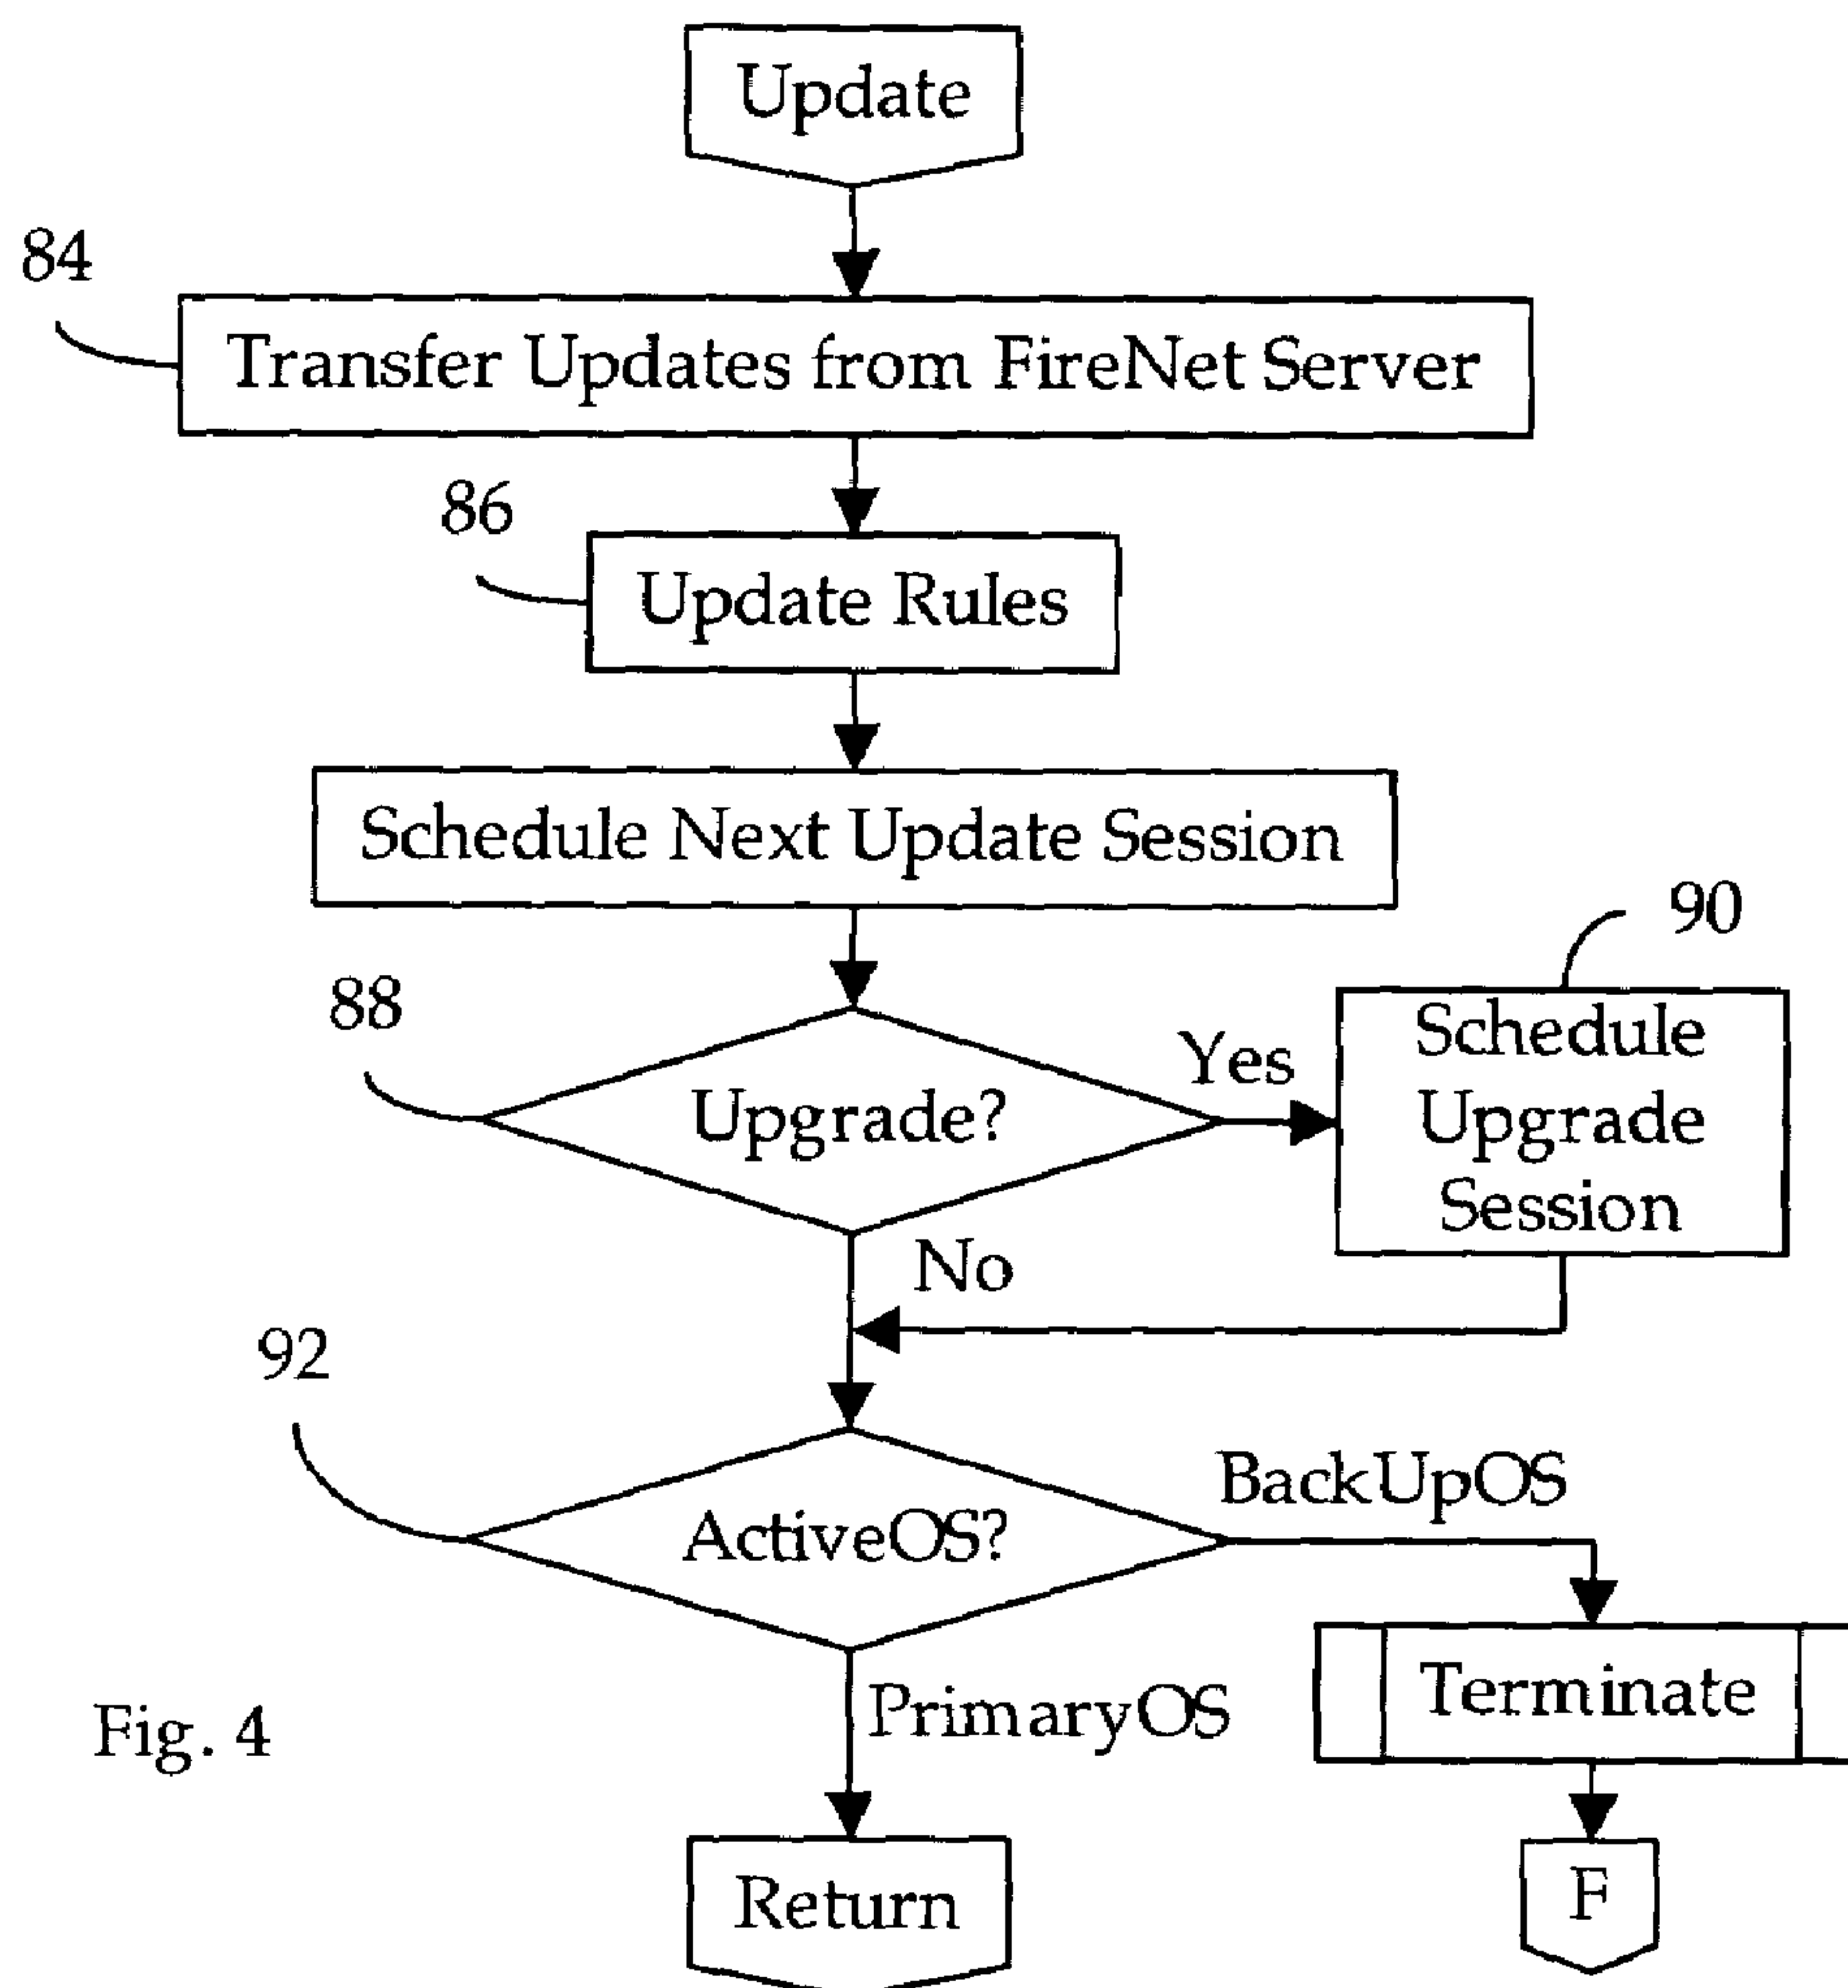 Update
84
Transfer Updates from FireNet Server
86
Update Rules
Schedule Next Update Session
90
88
Upgrade?
Yes
Schedule
Upgrade
Session
No
92
ActiveOS?
BackUpOS
Terminate
PrimaryOS
Fig. 4
Return
F